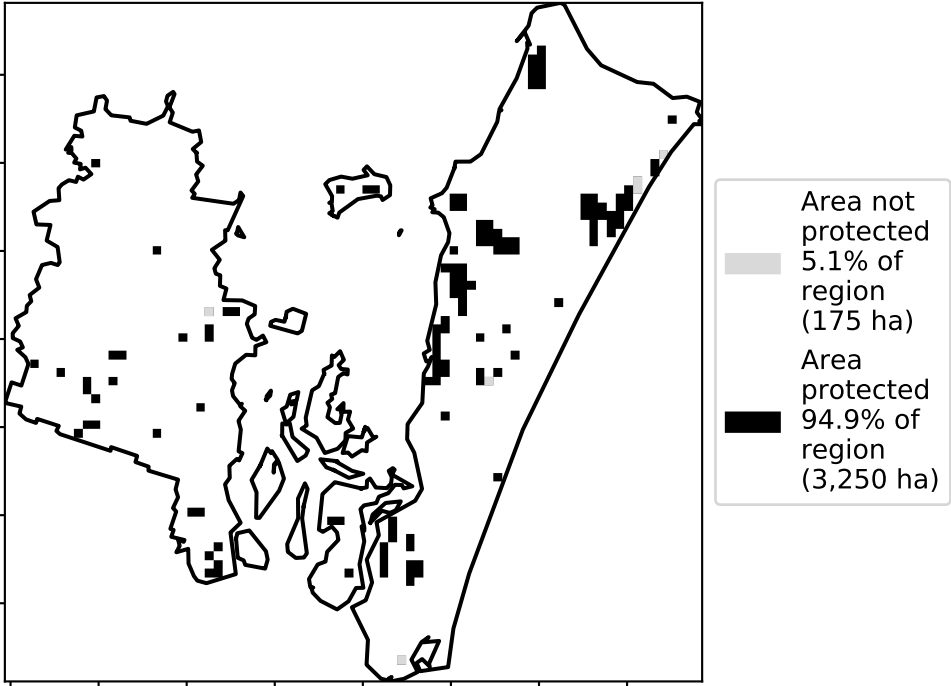 Area not
protected
5.1% of
region
(175 ha)
Area
protected
94.9% of
region
(3,250 ha)